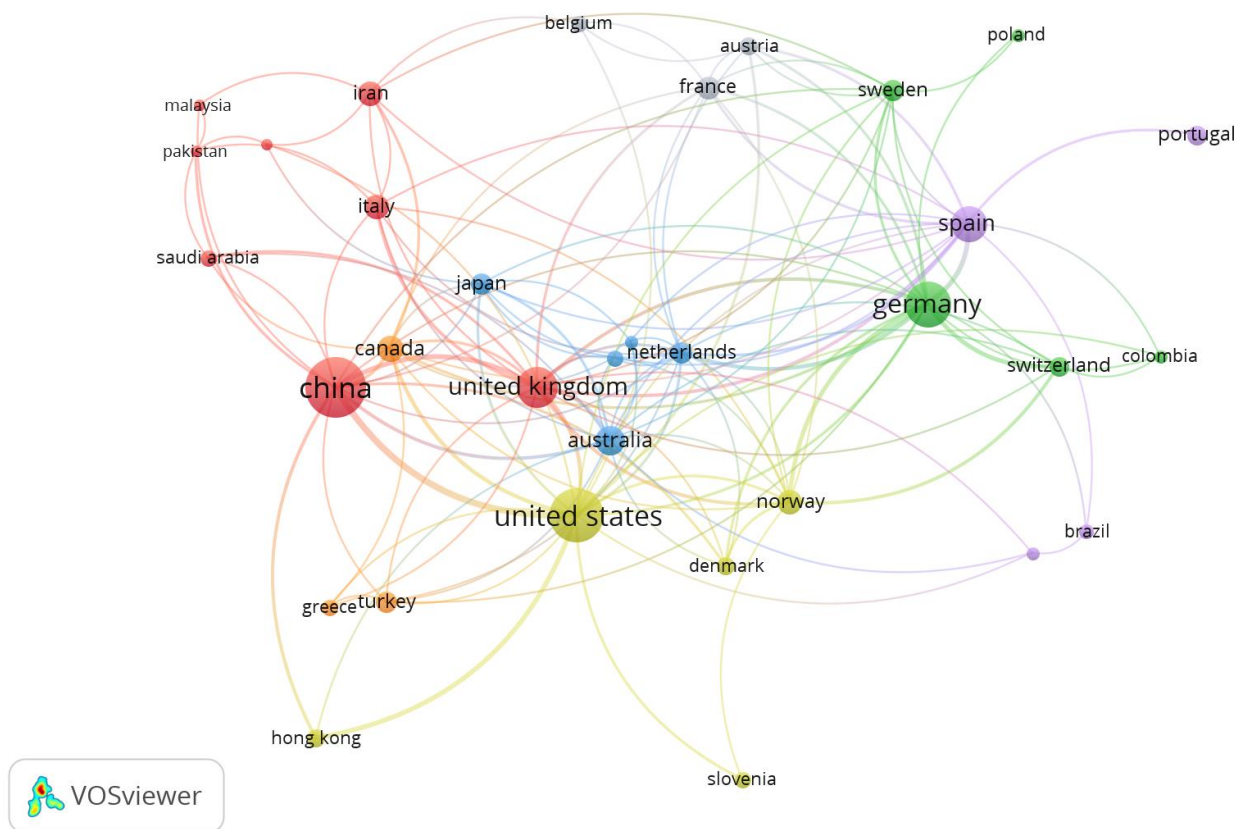 belgium
poland
austria
france
sweden
iran
malaysia
portugal
pakistan
italy
spain
saudi arabia
japan
germany
canada
netherlands
colombia
switzerland
china
united kingdom
australia
norway
united states
brazil
denmark
greece
turkey
hong kong
slovenia
VOSviewer